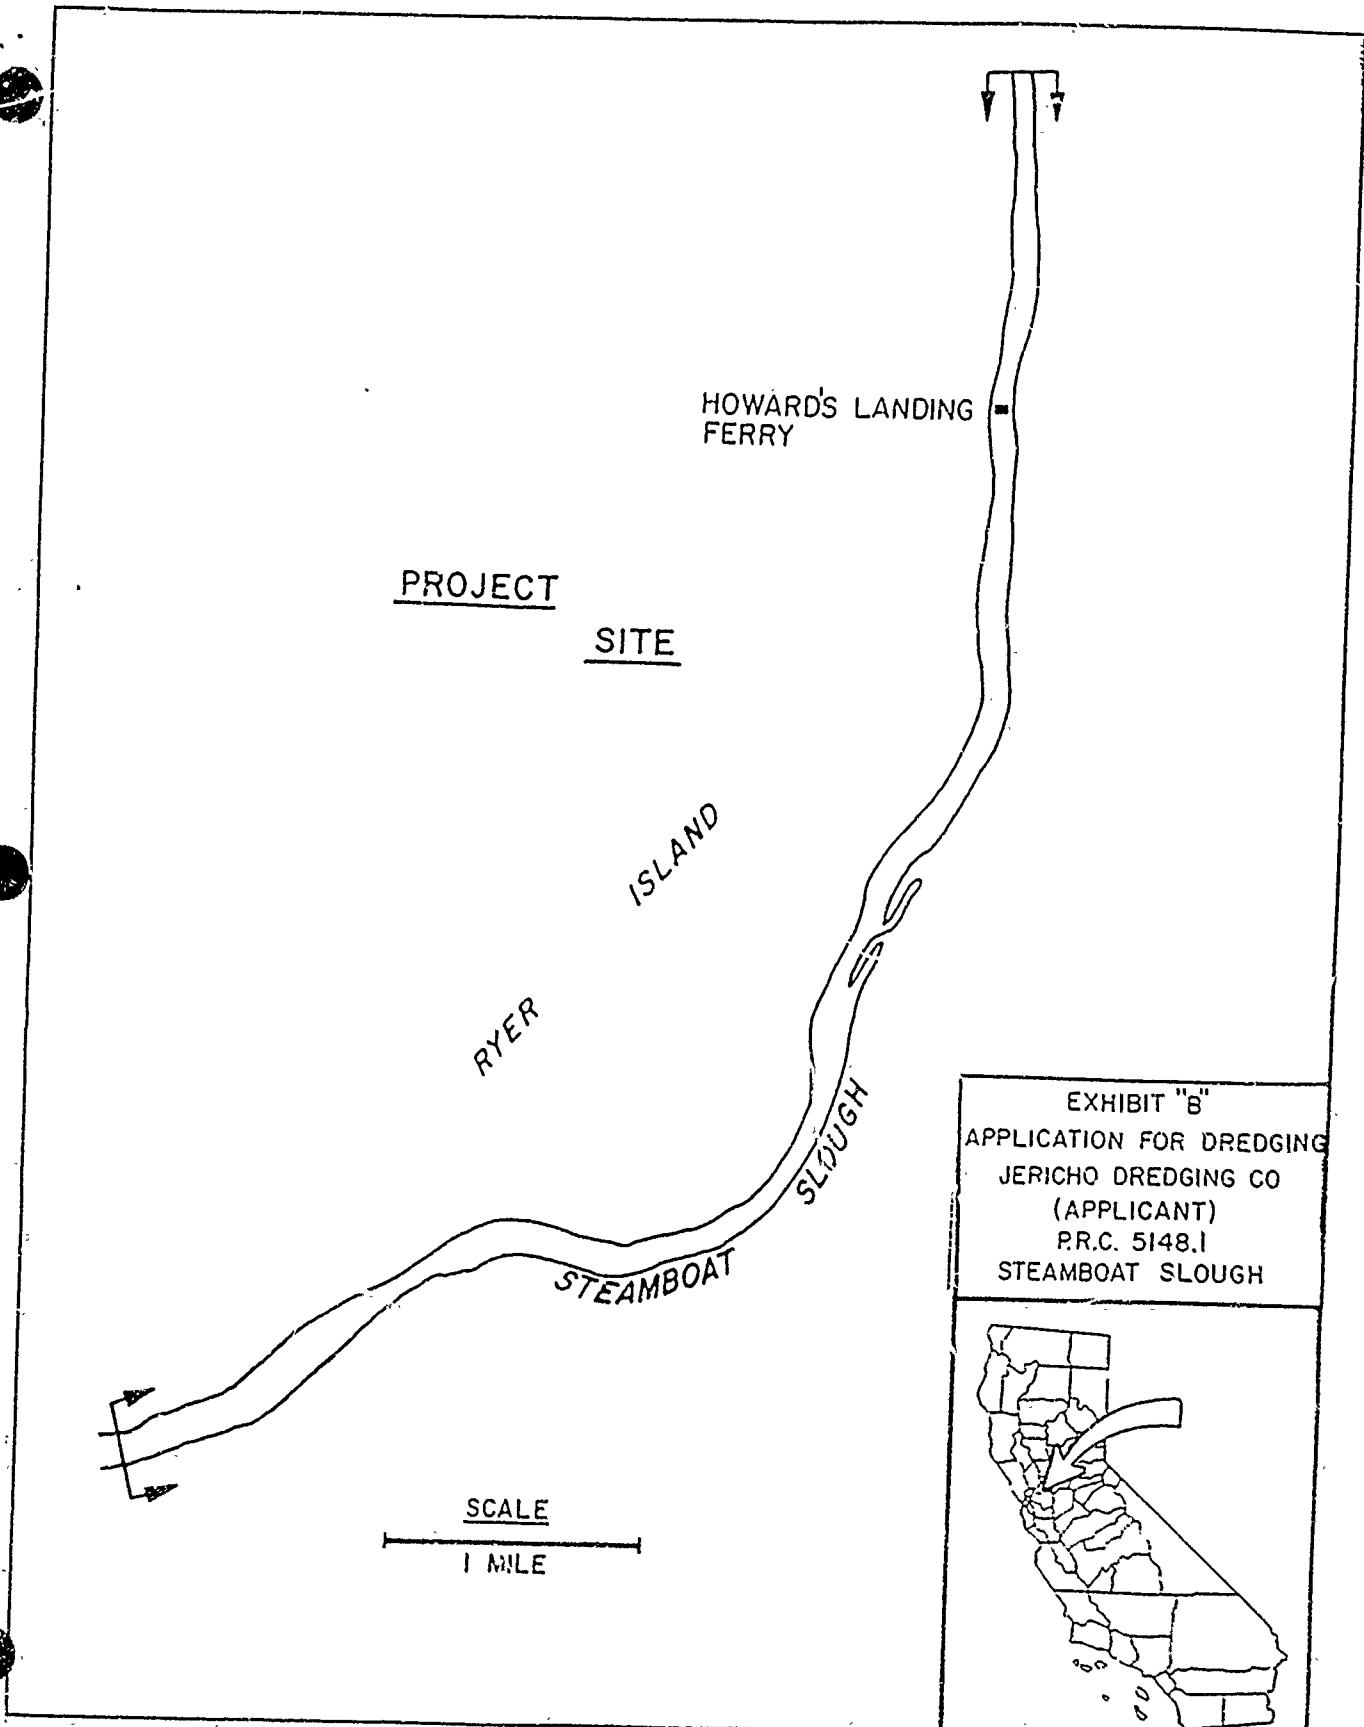 HOWARD'S LANDING
FERRY
PROJECT
SITE
RYER ISLAND
STEAMBOAT SLOUGH
EXHIBIT "B"
APPLICATION FOR DREDGING
JERICHO DREDGING CO
(APPLICANT)
P.R.C. 5148.1
STEAMBOAT SLOUGH
SCALE
1 MILE